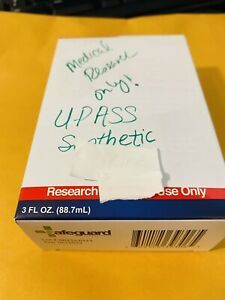 Medical
Research
only!
UPASS
Synthetic
Research
Use Only
3 FL OZ. (88.7mL)
safeguard